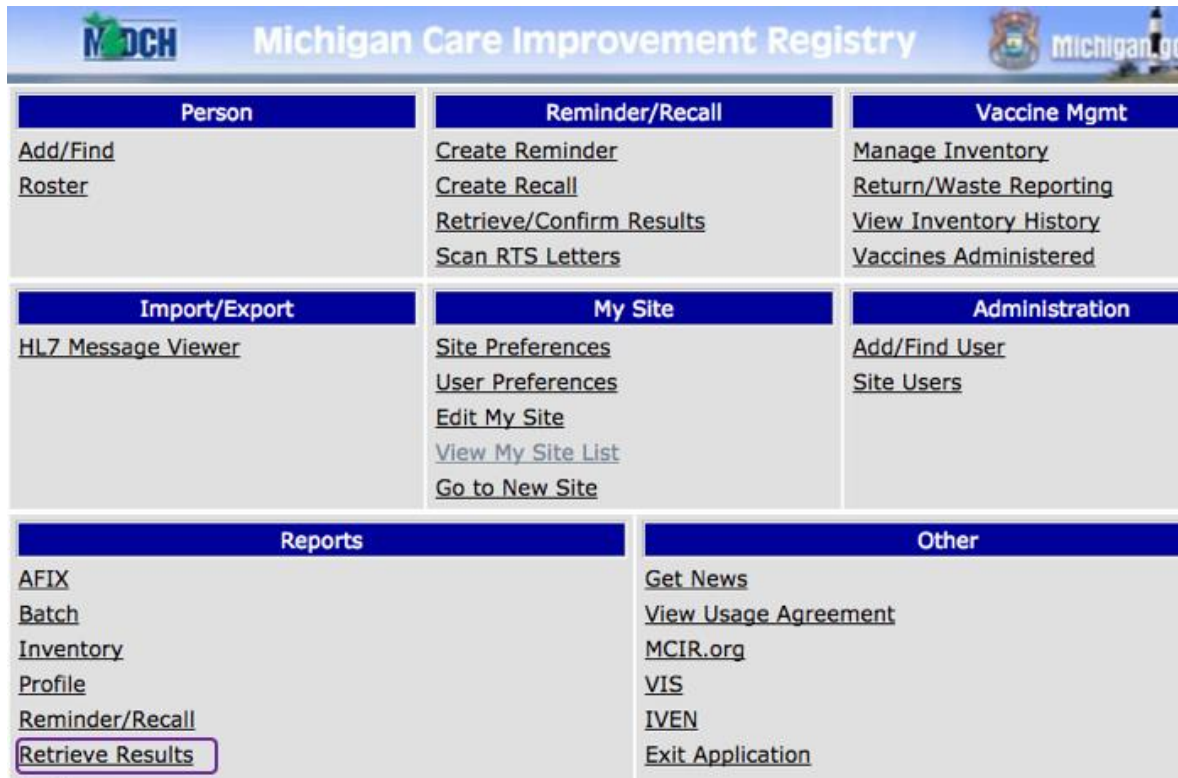 MDCH Michigan Care Improvement Registry Michigan.go
Person
Add/Find
Roster
Reminder/Recall
Create Reminder
Create Recall
Retrieve/Confirm Results
Scan RTS Letters
Vaccine Mgmt
Manage Inventory
Return/Waste Reporting
View Inventory History
Vaccines Administered
Import/Export
HL7 Message Viewer
My Site
Site Preferences
User Preferences
Edit My Site
View My Site List
Go to New Site
Administration
Add/Find User
Site Users
Reports
AFIX
Batch
Inventory
Profile
Reminder/Recall
Retrieve Results
Other
Get News
View Usage Agreement
MCIR.org
VIS
IVEN
Exit Application